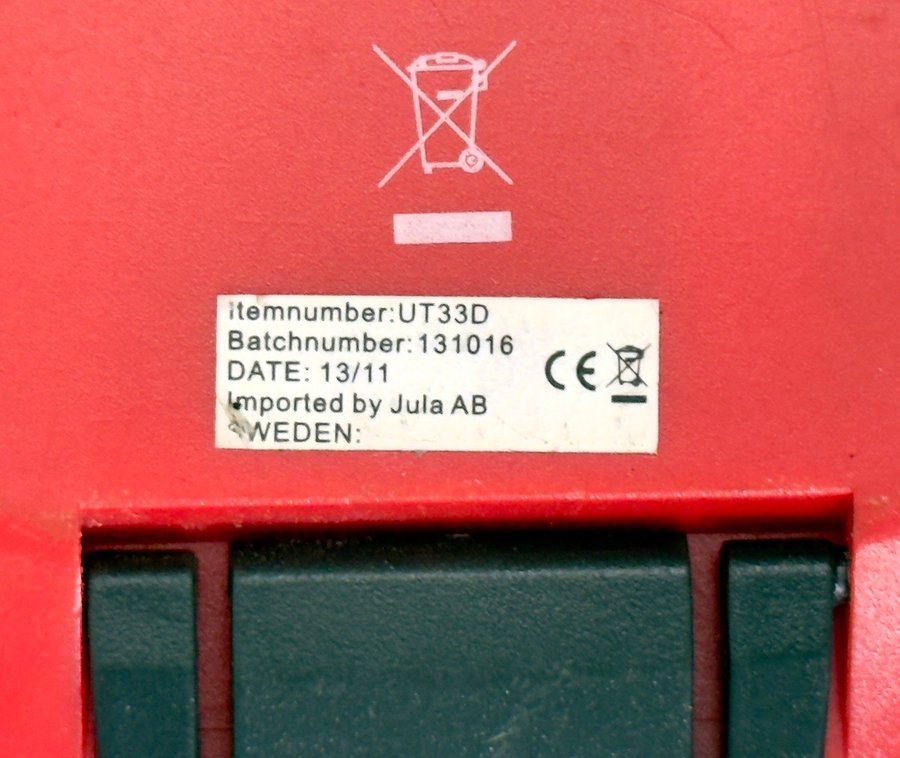 Itemnumber:UT33D
Batchnumber:131016
DATE: 13/11
Imported by Jula AB
SWEDEN:
CE